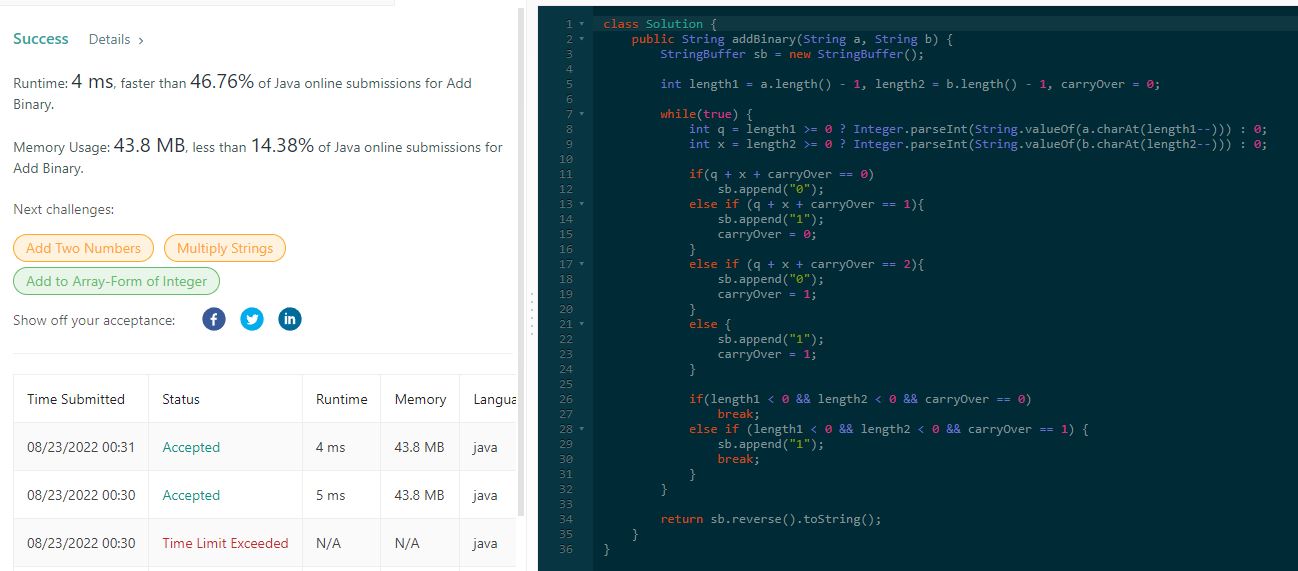 Success Details >
Runtime: 4 ms, faster than 46.76% of Java online submissions for Add
Binary.
Memory Usage: 43.8 MB, less than 14.38% of Java online submissions for
Add Binary.
Next challenges:
Add Two Numbers Multiply Strings
Add to Array-Form of Integer
Show off your acceptance:
Time Submitted Status Runtime Memory Langua
08/23/2022 00:31 Accepted 4 ms 43.8 MB java
08/23/2022 00:30 Accepted 5 ms 43.8 MB java
08/23/2022 00:30 Time Limit Exceeded N/A N/A java
1 class Solution {
2 public String addBinary(String a, String b) {
3 StringBuffer sb = new StringBuffer();
4
5 int length1 = a.length() - 1, length2 = b.length() - 1, carryOver = 0;
6
7 while(true) {
8 int q = length1 >= 0 ? Integer.parseInt(String.valueOf(a.charAt(length1--))) : 0;
9 int x = length2 >= 0 ? Integer.parseInt(String.valueOf(b.charAt(length2--))) : 0;
10
11 if(q + x + carryOver == 0)
12 sb.append("0");
13 else if (q + x + carryOver == 1){
14 sb.append("1");
15 carryOver = 0;
16 }
17 else if (q + x + carryOver == 2){
18 sb.append("0");
19 carryOver = 1;
20 }
21 else {
22 sb.append("1");
23 carryOver = 1;
24 }
25
26 if(length1 < 0 && length2 < 0 && carryOver == 0)
27 break;
28 else if (length1 < 0 && length2 < 0 && carryOver == 1) {
29 sb.append("1");
30 break;
31 }
32 }
33
34 return sb.reverse().toString();
35 }
36 }